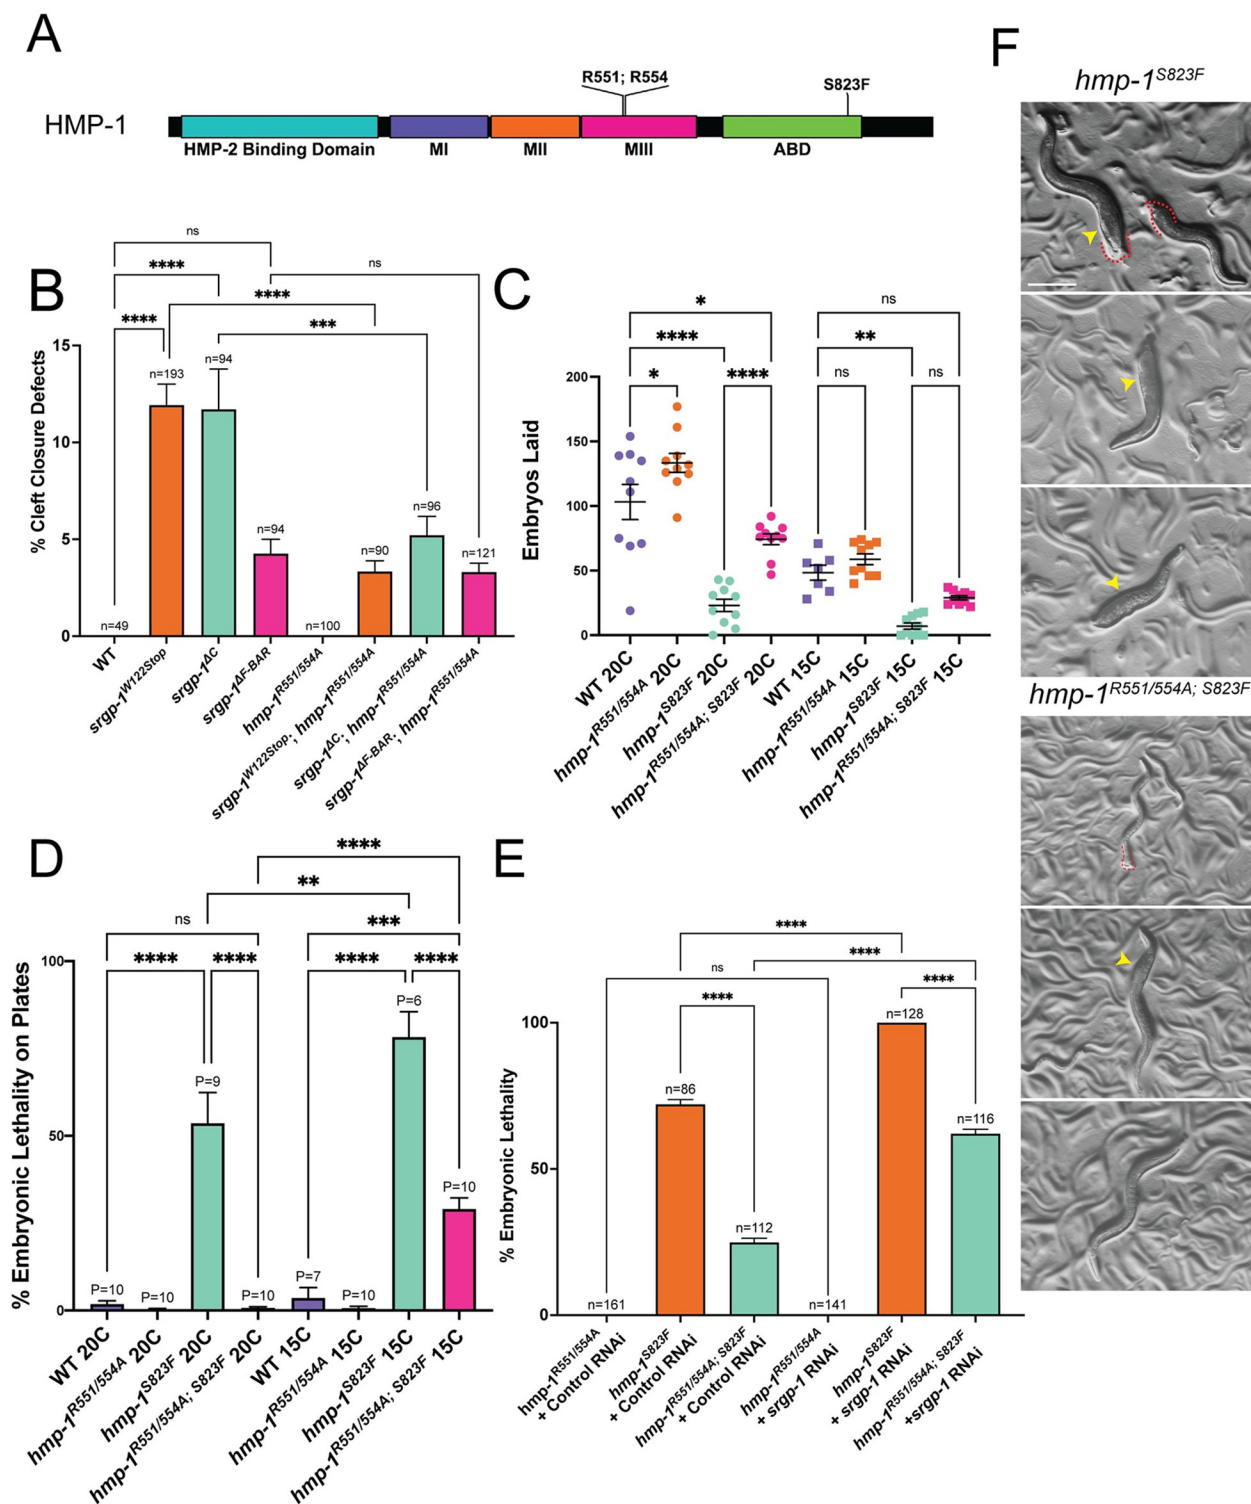 A
HMP-1
R551; R554
S823F
HMP-2 Binding Domain
MI
MII
MIII
ABD
B
% Cleft Closure Defects
15
10
5
0
ns
****
ns
****
****
***
n=49
n=193
n=94
n=94
n=100
n=90
n=96
n=121
WT
srgp-1W122Stop
srgp-1ΔC
srgp-1ΔF-BAR
hmp-1R551/554A
srgp-1W122Stop; hmp-1R551/554A
srgp-1ΔC; hmp-1R551/554A
srgp-1ΔF-BAR; hmp-1R551/554A
C
Embryos Laid
200
150
100
50
0
*
****
*
****
ns
**
ns
ns
WT 20C
hmp-1R551/554A 20C
hmp-1S823F 20C
hmp-1R551/554A; S823F 20C
WT 15C
hmp-1R551/554A 15C
hmp-1S823F 15C
hmp-1R551/554A; S823F 15C
D
% Embryonic Lethality on Plates
100
50
0
****
**
ns
***
****
****
****
****
P=10
P=10
P=9
P=10
P=7
P=10
P=6
P=10
WT 20C
hmp-1R551/554A 20C
hmp-1S823F 20C
hmp-1R551/554A; S823F 20C
WT 15C
hmp-1R551/554A 15C
hmp-1S823F 15C
hmp-1R551/554A; S823F 15C
E
% Embryonic Lethality
100
50
0
****
ns
****
****
****
n=161
n=86
n=112
n=141
n=128
n=116
hmp-1R551/554A
+ Control RNAi
hmp-1S823F
+ Control RNAi
hmp-1R551/554A; S823F
+ Control RNAi
hmp-1R551/554A
+ srgp-1 RNAi
hmp-1S823F
+ srgp-1 RNAi
hmp-1R551/554A; S823F
+srgp-1 RNAi
F
hmp-1S823F
hmp-1R551/554A; S823F